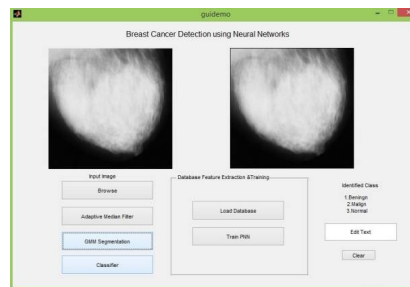 guidemo
Breast Cancer Detection using Neural Networks
Input Image
Browse
Adaptive Median Filter
GMM Segmentation
Classifier
Database Feature Extraction &Training
Load Database
Train PNN
Identified Class
1.Beningn
2.Malign
3.Normal
Edit Text
Clear